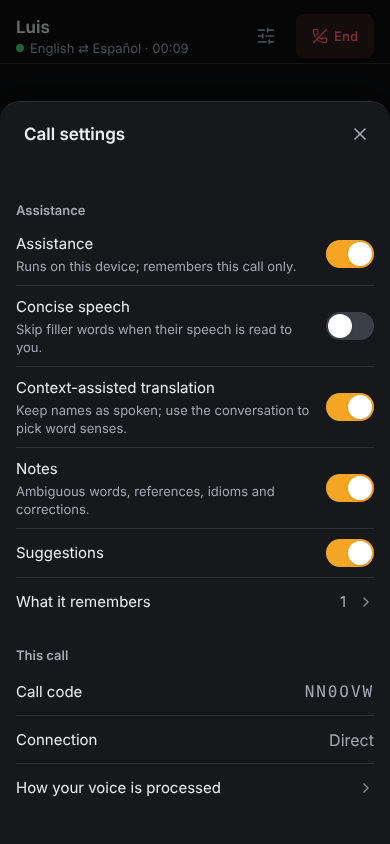 Luis
English ⇄ Español · 00:09
End
Call settings
Assistance
Assistance
Runs on this device; remembers this call only.
Concise speech
Skip filler words when their speech is read to
you.
Context-assisted translation
Keep names as spoken; use the conversation to
pick word senses.
Notes
Ambiguous words, references, idioms and
corrections.
Suggestions
What it remembers 1
This call
Call code NN0OVW
Connection Direct
How your voice is processed